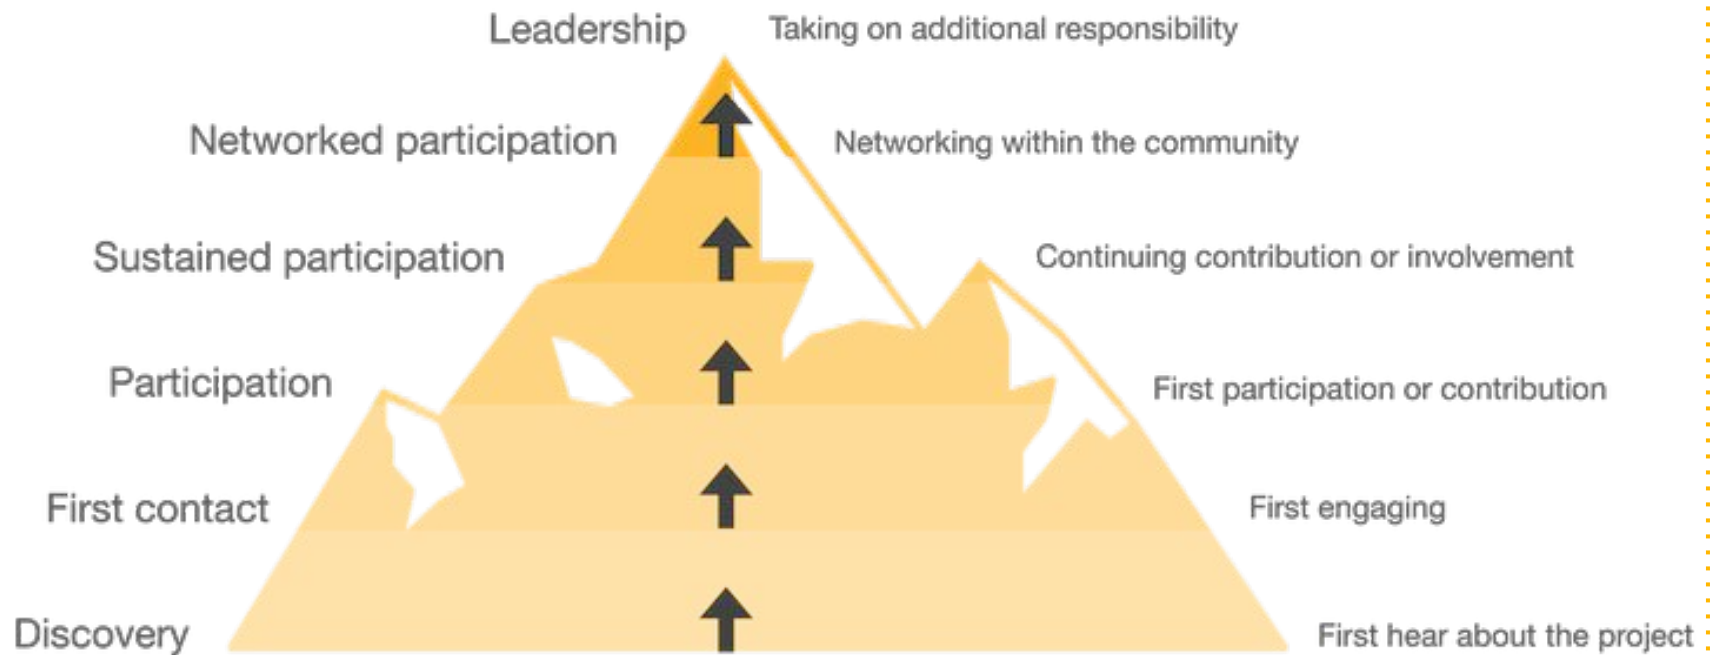 Leadership
Taking on additional responsibility
Networked participation
Networking within the community
Sustained participation
Continuing contribution or involvement
Participation
First participation or contribution
First contact
First engaging
Discovery
First hear about the project